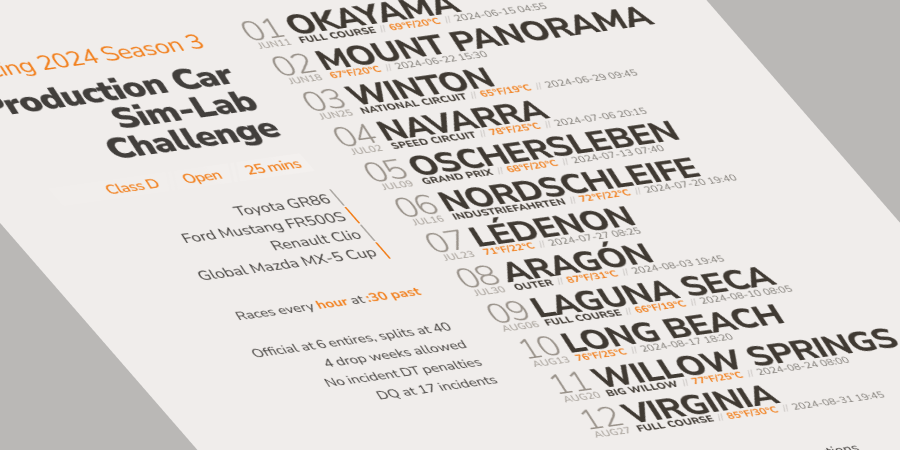 ing 2024 Season 3
Production Car
Sim-Lab
Challenge
Class D Open 25 mins
Toyota GR86
Ford Mustang FR500S
Renault Clio
Global Mazda MX-5 Cup
Races every hour at :30 past
Official at 6 entires, splits at 40
4 drop weeks allowed
No incident DT penalties
DQ at 17 incidents
01 OKAYAMA
JUN11 FULL COURSE // 69°F/20°C // 2024-06-15 04:55
02 MOUNT PANORAMA
JUN18 67°F/20°C // 2024-06-22 15:30
03 WINTON
JUN25 NATIONAL CIRCUIT // 65°F/19°C // 2024-06-29 09:45
04 NAVARRA
JUL02 SPEED CIRCUIT // 78°F/25°C // 2024-07-06 20:15
05 OSCHERSLEBEN
JUL09 GRAND PRIX // 68°F/20°C // 2024-07-13 07:40
06 NORDSCHLEIFE
JUL16 INDUSTRIEFAHRTEN // 72°F/22°C // 2024-07-20 19:40
07 LÉDENON
JUL23 71°F/22°C // 2024-07-27 08:25
08 ARAGÓN
JUL30 OUTER // 87°F/31°C // 2024-08-03 19:45
09 LAGUNA SECA
AUG06 FULL COURSE // 66°F/19°C // 2024-08-10 08:05
10 LONG BEACH
AUG13 76°F/25°C // 2024-08-17 18:20
11 WILLOW SPRINGS
AUG20 BIG WILLOW // 77°F/25°C // 2024-08-24 08:00
12 VIRGINIA
AUG27 FULL COURSE // 85°F/30°C // 2024-08-31 19:45